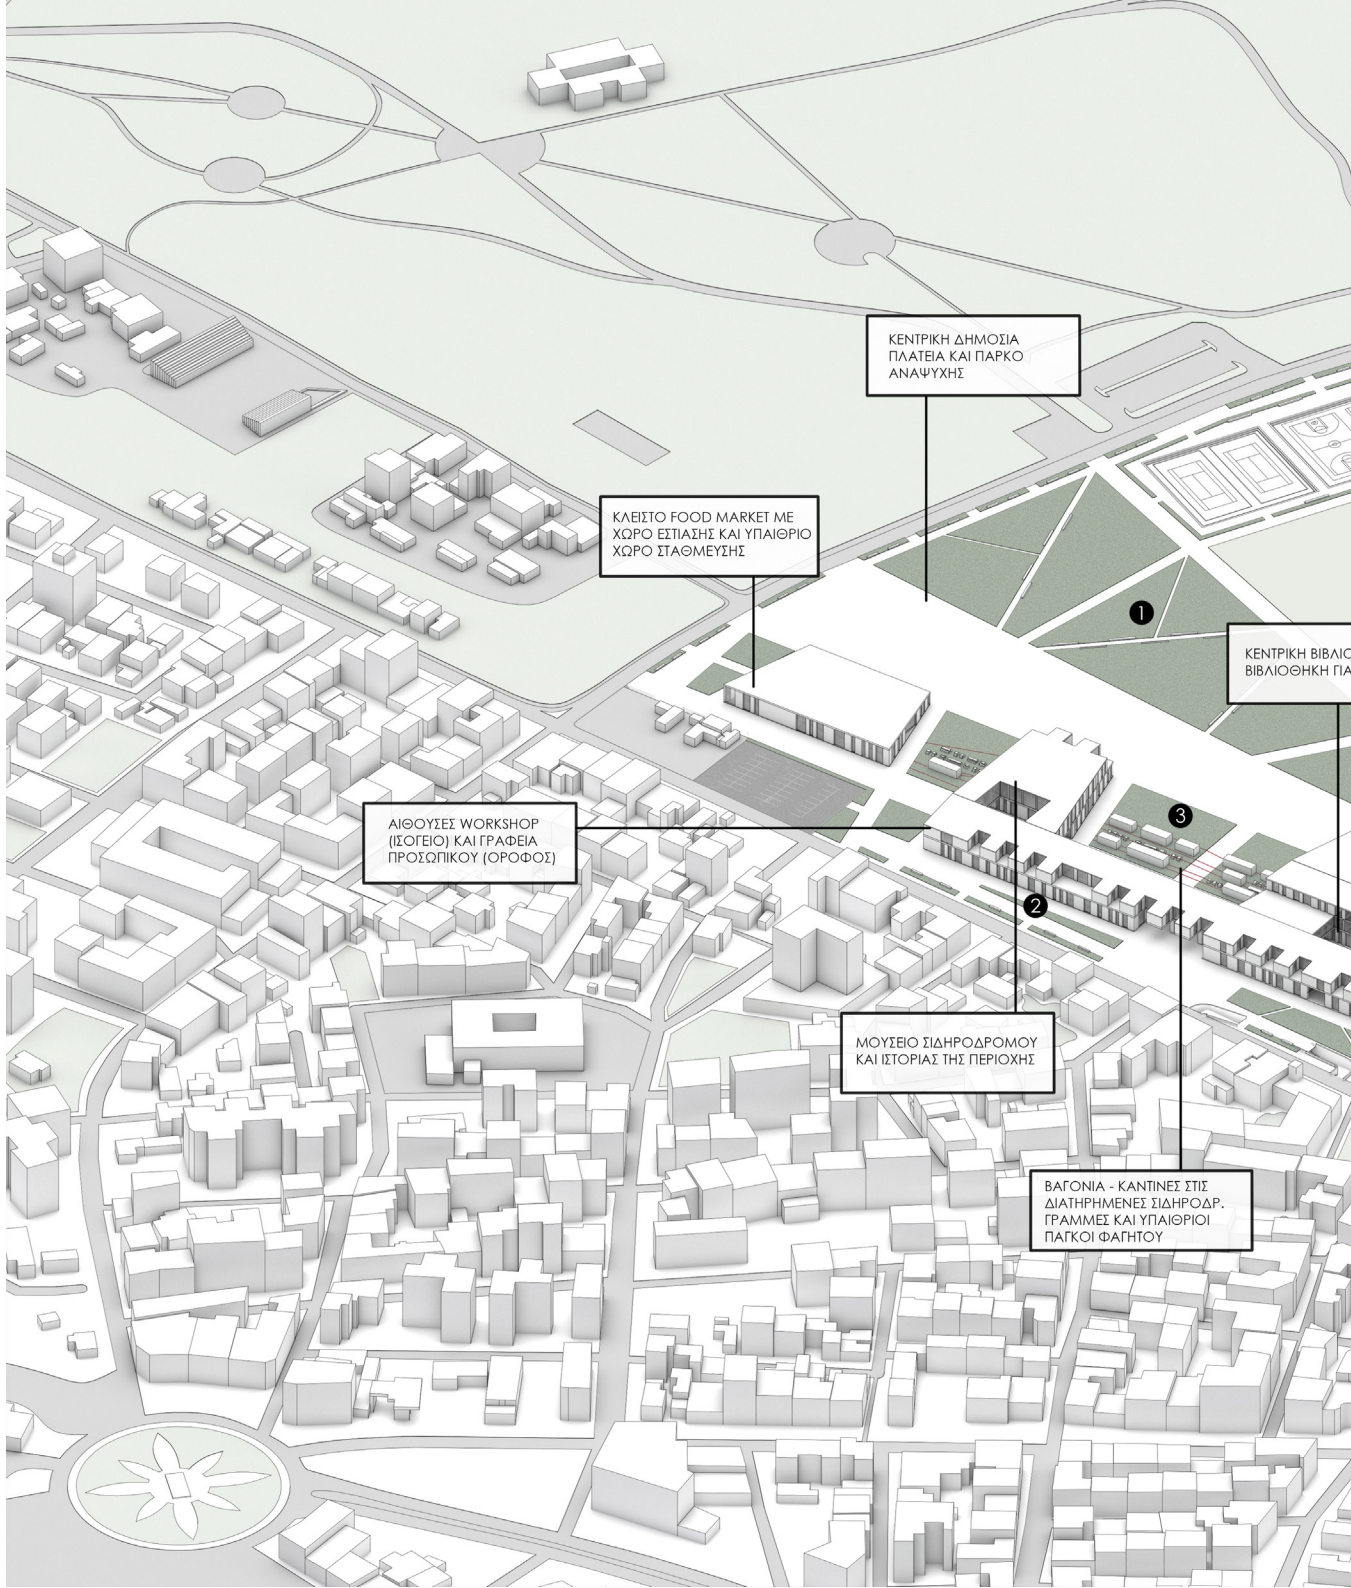 ΚΕΝΤΡΙΚΗ ΔΗΜΟΣΙΑ
ΠΛΑΤΕΙΑ ΚΑΙ ΠΑΡΚΟ
ΑΝΑΨΥΧΗΣ
ΚΛΕΙΣΤΟ FOOD MARKET ΜΕ
ΧΩΡΟ ΕΣΤΙΑΣΗΣ ΚΑΙ ΥΠΑΙΘΡΙΟ
ΧΩΡΟ ΣΤΑΘΜΕΥΣΗΣ
1
ΚΕΝΤΡΙΚΗ ΒΙΒΛΙΟ
ΒΙΒΛΙΟΘΗΚΗ ΓΙΑ
ΑΙΘΟΥΣΕΣ WORKSHOP
(ΙΣΟΓΕΙΟ) ΚΑΙ ΓΡΑΦΕΙΑ
ΠΡΟΣΩΠΙΚΟΥ (ΟΡΟΦΟΣ)
3
2
ΜΟΥΣΕΙΟ ΣΙΔΗΡΟΔΡΟΜΟΥ
ΚΑΙ ΙΣΤΟΡΙΑΣ ΤΗΣ ΠΕΡΙΟΧΗΣ
ΒΑΓΟΝΙΑ - ΚΑΝΤΙΝΕΣ ΣΤΙΣ
ΔΙΑΤΗΡΗΜΕΝΕΣ ΣΙΔΗΡΟΔΡ.
ΓΡΑΜΜΕΣ ΚΑΙ ΥΠΑΙΘΡΙΟΙ
ΠΑΓΚΟΙ ΦΑΓΗΤΟΥ